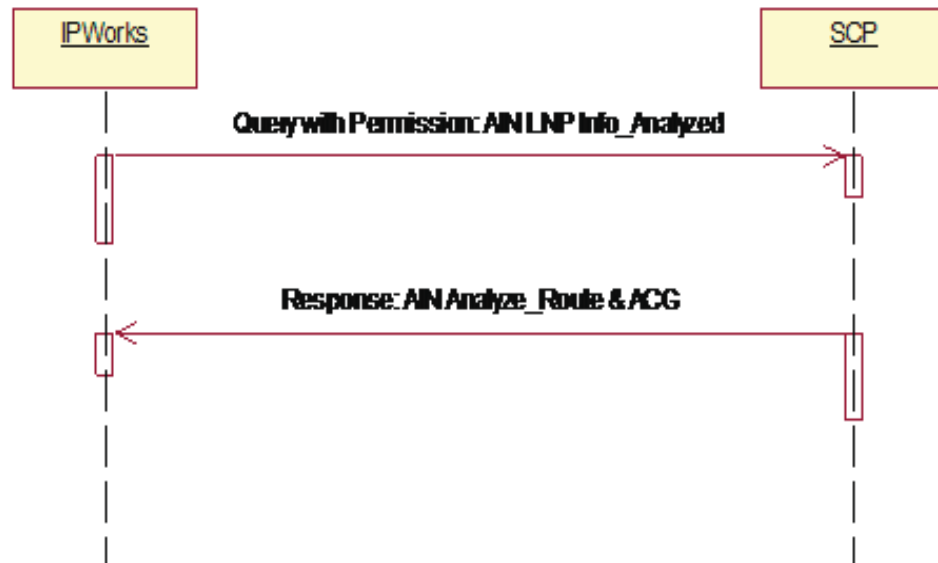 IPWorks
SCP
Query with Permission: AIN LNP Info_Analyzed
Response: AIN Analyze_Route & ACG